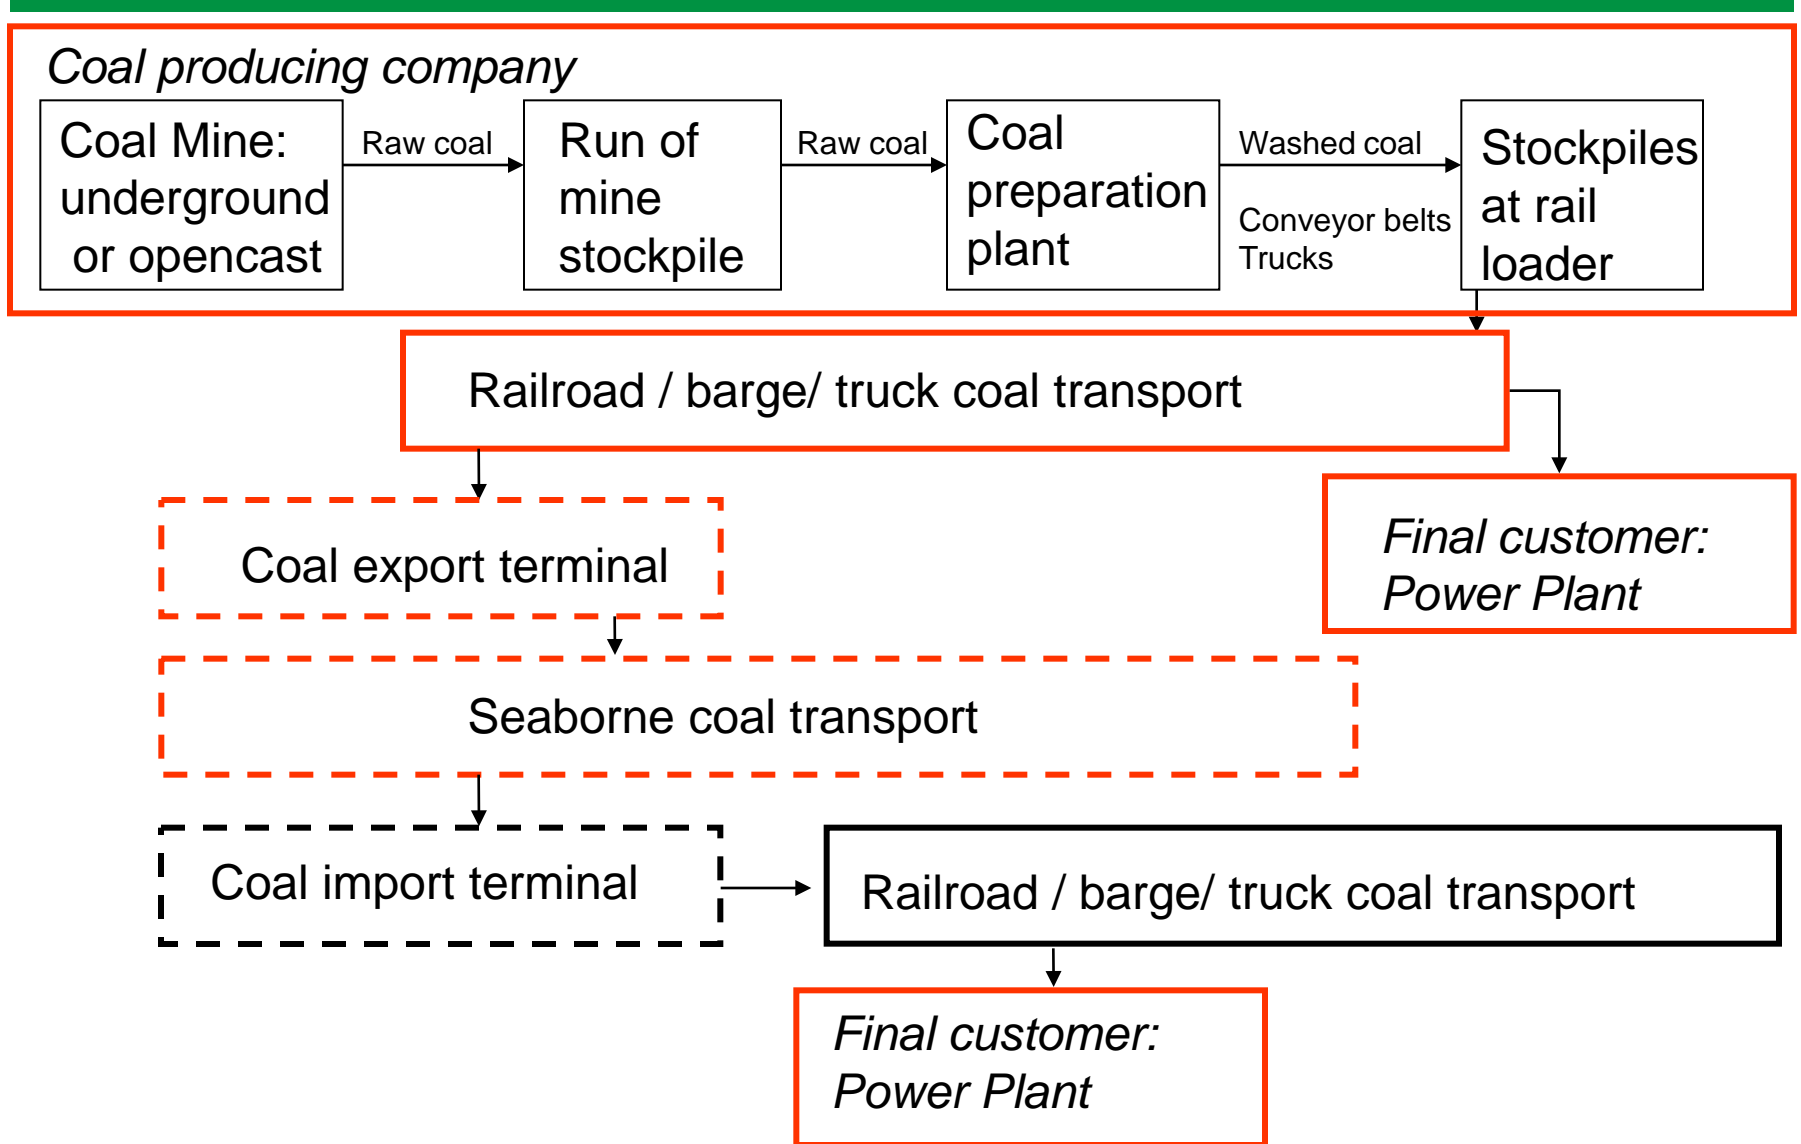 Coal producing company
Coal Mine:
underground
or opencast
Raw coal
Run of
mine
stockpile
Raw coal
Coal
preparation
plant
Washed coal
Conveyor belts
Trucks
Stockpiles
at rail
loader
Railroad / barge/ truck coal transport
Coal export terminal
Final customer:
Power Plant
Seaborne coal transport
Coal import terminal
Railroad / barge/ truck coal transport
Final customer:
Power Plant